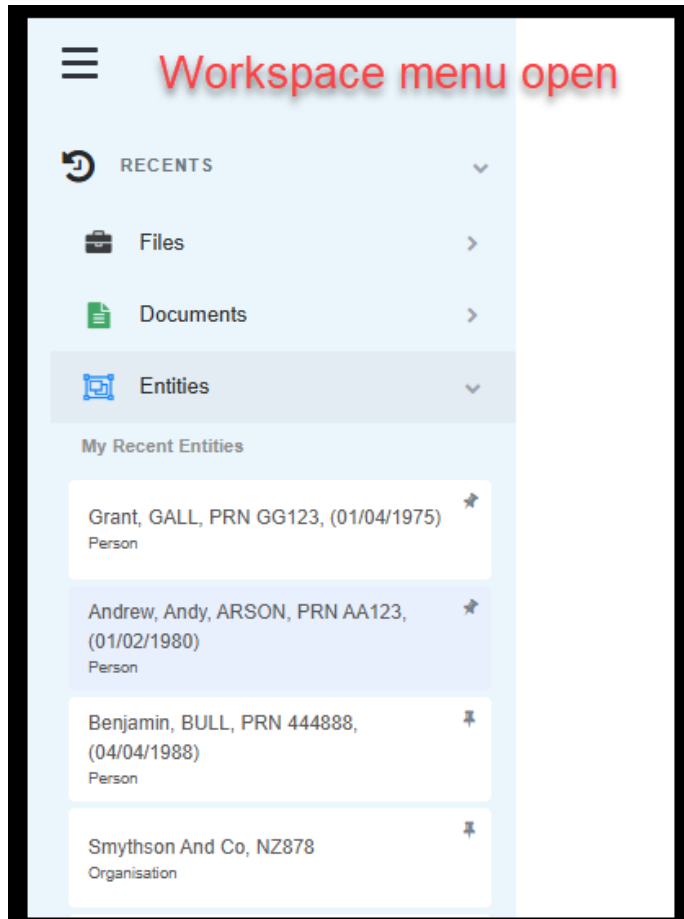 Workspace menu open
RECENTS
Files
Documents
Entities
My Recent Entities
Grant, GALL, PRN GG123, (01/04/1975)
Person
Andrew, Andy, ARSON, PRN AA123,
(01/02/1980)
Person
Benjamin, BULL, PRN 444888,
(04/04/1988)
Person
Smythson And Co, NZ878
Organisation